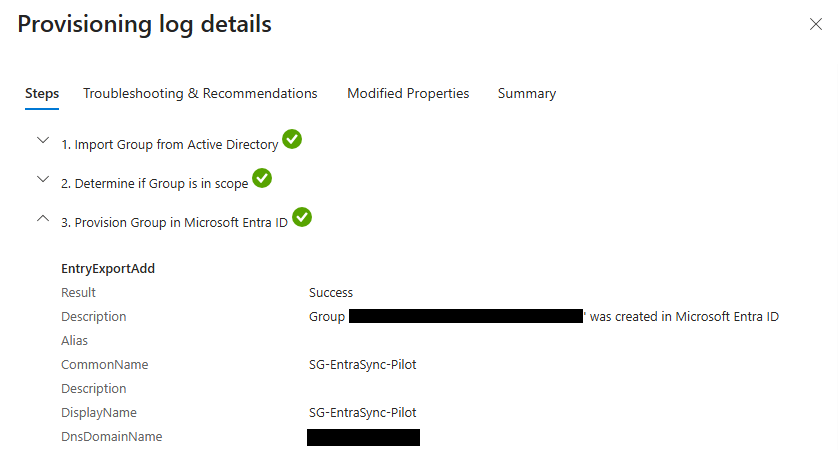 Provisioning log details
Steps Troubleshooting & Recommendations Modified Properties Summary
1. Import Group from Active Directory
2. Determine if Group is in scope
3. Provision Group in Microsoft Entra ID
EntryExportAdd
Result Success
Description Group ' was created in Microsoft Entra ID
Alias
CommonName SG-EntraSync-Pilot
Description
DisplayName SG-EntraSync-Pilot
DnsDomainName